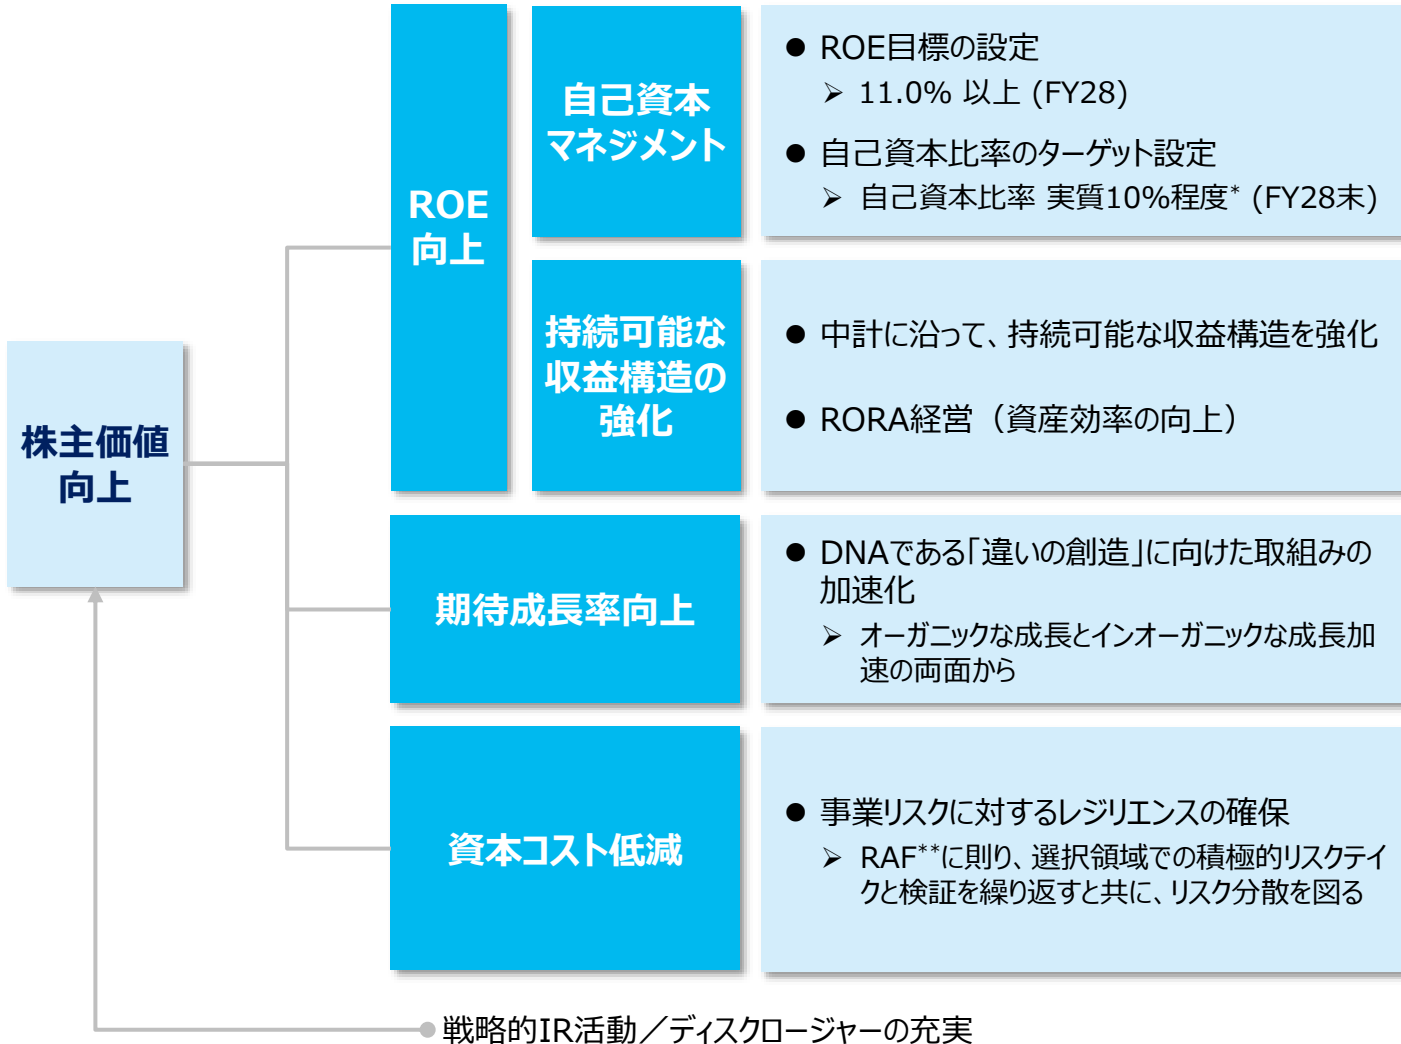 株主価値
向上
ROE
向上
自己資本
マネジメント
● ROE目標の設定
➢ 11.0% 以上 (FY28)
● 自己資本比率のターゲット設定
➢ 自己資本比率 実質10%程度* (FY28末)
持続可能な
収益構造の
強化
● 中計に沿って、持続可能な収益構造を強化
● RORA経営（資産効率の向上）
期待成長率向上
● DNAである「違いの創造」に向けた取組みの
加速化
➢ オーガニックな成長とインオーガニックな成長加
速の両面から
資本コスト低減
● 事業リスクに対するレジリエンスの確保
➢ RAF**に則り、選択領域での積極的リスクテイ
クと検証を繰り返すと共に、リスク分散を図る
戦略的IR活動／ディスクロージャーの充実